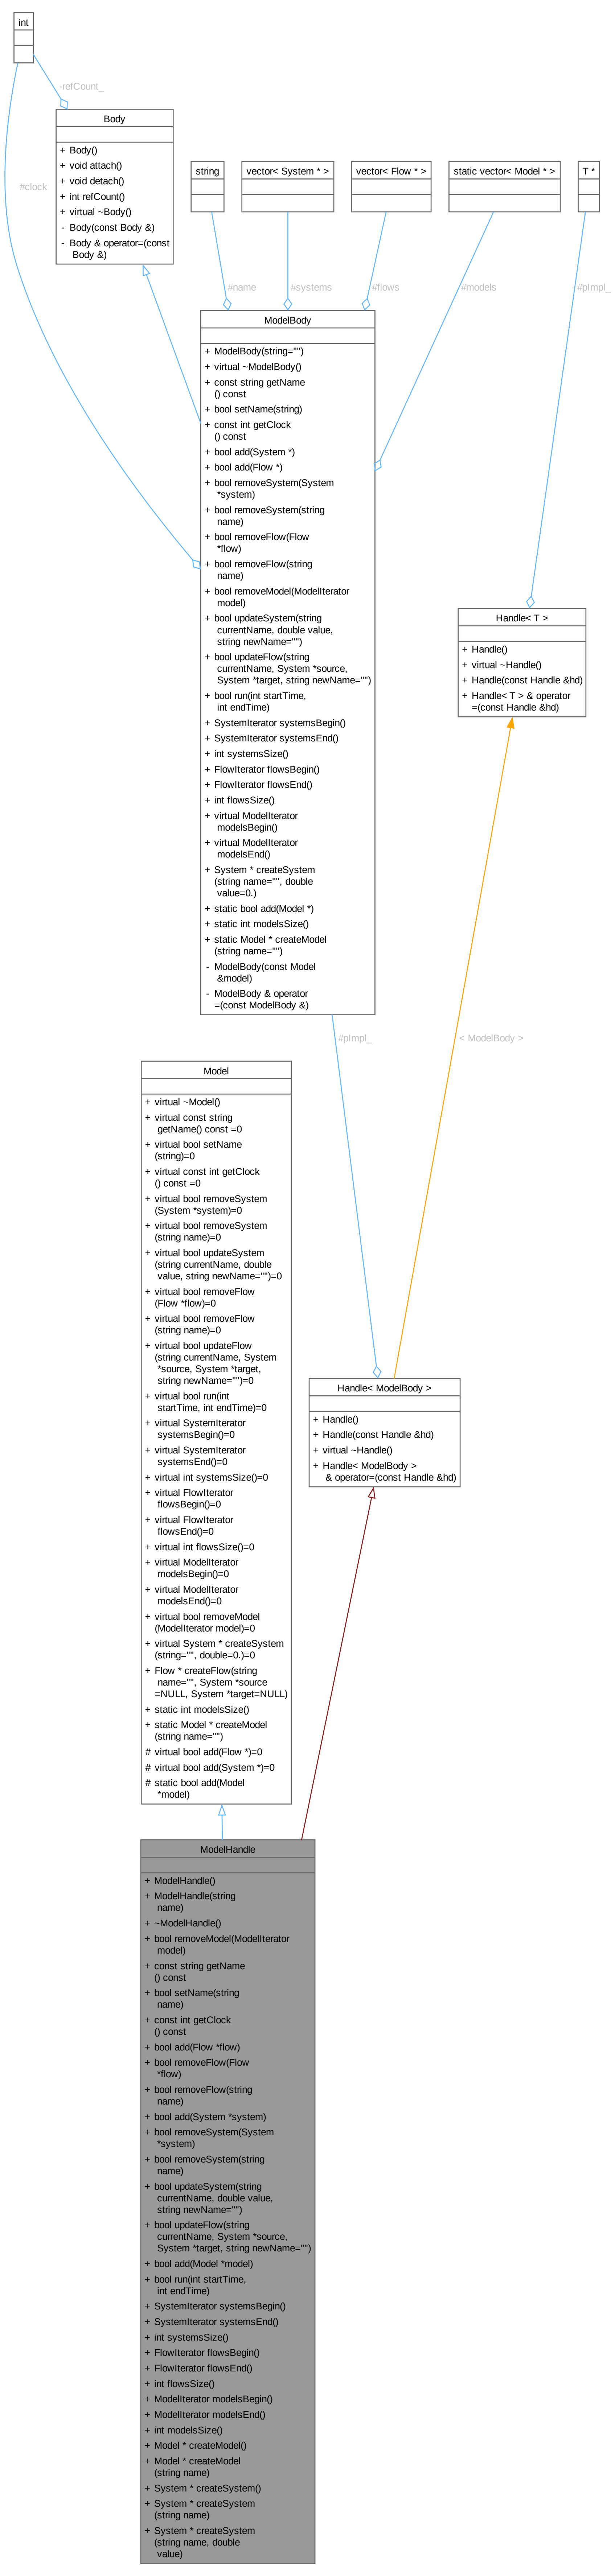 int
-refCount_
#clock
Body
+ Body()
+ void attach()
+ void detach()
+ int refCount()
+ virtual ~Body()
- Body(const Body &)
- Body & operator=(const
Body &)
string
vector< System * >
vector< Flow * >
static vector< Model * >
T *
#name
#systems
#flows
#models
#pImpl_
ModelBody
+ ModelBody(string="")
+ virtual ~ModelBody()
+ const string getName
() const
+ bool setName(string)
+ const int getClock
() const
+ bool add(System *)
+ bool add(Flow *)
+ bool removeSystem(System
*system)
+ bool removeSystem(string
name)
+ bool removeFlow(Flow
*flow)
+ bool removeFlow(string
name)
+ bool removeModel(ModelIterator
model)
+ bool updateSystem(string
currentName, double value,
string newName="")
+ bool updateFlow(string
currentName, System *source,
System *target, string newName="")
+ bool run(int startTime,
int endTime)
+ SystemIterator systemsBegin()
+ SystemIterator systemsEnd()
+ int systemsSize()
+ FlowIterator flowsBegin()
+ FlowIterator flowsEnd()
+ int flowsSize()
+ virtual ModelIterator
modelsBegin()
+ virtual ModelIterator
modelsEnd()
+ System * createSystem
(string name="", double
value=0.)
+ static bool add(Model *)
+ static int modelsSize()
+ static Model * createModel
(string name="")
- ModelBody(const Model
&model)
- ModelBody & operator
=(const ModelBody &)
Handle< T >
+ Handle()
+ virtual ~Handle()
+ Handle(const Handle &hd)
+ Handle< T > & operator
=(const Handle &hd)
#pImpl_
< ModelBody >
Model
+ virtual ~Model()
+ virtual const string
getName() const =0
+ virtual bool setName
(string)=0
+ virtual const int getClock
() const =0
+ virtual bool removeSystem
(System *system)=0
+ virtual bool removeSystem
(string name)=0
+ virtual bool updateSystem
(string currentName, double
value, string newName="")=0
+ virtual bool removeFlow
(Flow *flow)=0
+ virtual bool removeFlow
(string name)=0
+ virtual bool updateFlow
(string currentName, System
*source, System *target,
string newName="")=0
+ virtual bool run(int
startTime, int endTime)=0
+ virtual SystemIterator
systemsBegin()=0
+ virtual SystemIterator
systemsEnd()=0
+ virtual int systemsSize()=0
+ virtual FlowIterator
flowsBegin()=0
+ virtual FlowIterator
flowsEnd()=0
+ virtual int flowsSize()=0
+ virtual ModelIterator
modelsBegin()=0
+ virtual ModelIterator
modelsEnd()=0
+ virtual bool removeModel
(ModelIterator model)=0
+ virtual System * createSystem
(string="", double=0.)=0
+ Flow * createFlow(string
name="", System *source
=NULL, System *target=NULL)
+ static int modelsSize()
+ static Model * createModel
(string name="")
# virtual bool add(Flow *)=0
# virtual bool add(System *)=0
# static bool add(Model
*model)
Handle< ModelBody >
+ Handle()
+ Handle(const Handle &hd)
+ virtual ~Handle()
+ Handle< ModelBody >
& operator=(const Handle &hd)
ModelHandle
+ ModelHandle()
+ ModelHandle(string
name)
+ ~ModelHandle()
+ bool removeModel(ModelIterator
model)
+ const string getName
() const
+ bool setName(string
name)
+ const int getClock
() const
+ bool add(Flow *flow)
+ bool removeFlow(Flow
*flow)
+ bool removeFlow(string
name)
+ bool add(System *system)
+ bool removeSystem(System
*system)
+ bool removeSystem(string
name)
+ bool updateSystem(string
currentName, double value,
string newName="")
+ bool updateFlow(string
currentName, System *source,
System *target, string newName="")
+ bool add(Model *model)
+ bool run(int startTime,
int endTime)
+ SystemIterator systemsBegin()
+ SystemIterator systemsEnd()
+ int systemsSize()
+ FlowIterator flowsBegin()
+ FlowIterator flowsEnd()
+ int flowsSize()
+ ModelIterator modelsBegin()
+ ModelIterator modelsEnd()
+ int modelsSize()
+ Model * createModel()
+ Model * createModel
(string name)
+ System * createSystem()
+ System * createSystem
(string name)
+ System * createSystem
(string name, double
value)